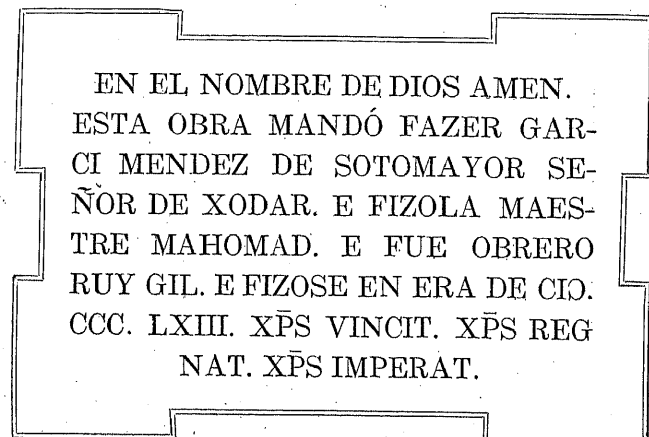 EN EL NOMBRE DE DIOS AMEN.
ESTA OBRA MANDÓ FAZER GAR-
CI MENDEZ DE SOTOMAYOR SE-
ÑOR DE XODAR. E FIZOLA MAES-
TRE MAHOMAD. E FUE OBRERO
RUY GIL. E FIZOSE EN ERA DE CIƆ.
CCC. LXIII. XP̄S VINCIT. XP̄S REG
NAT. XP̄S IMPERAT.